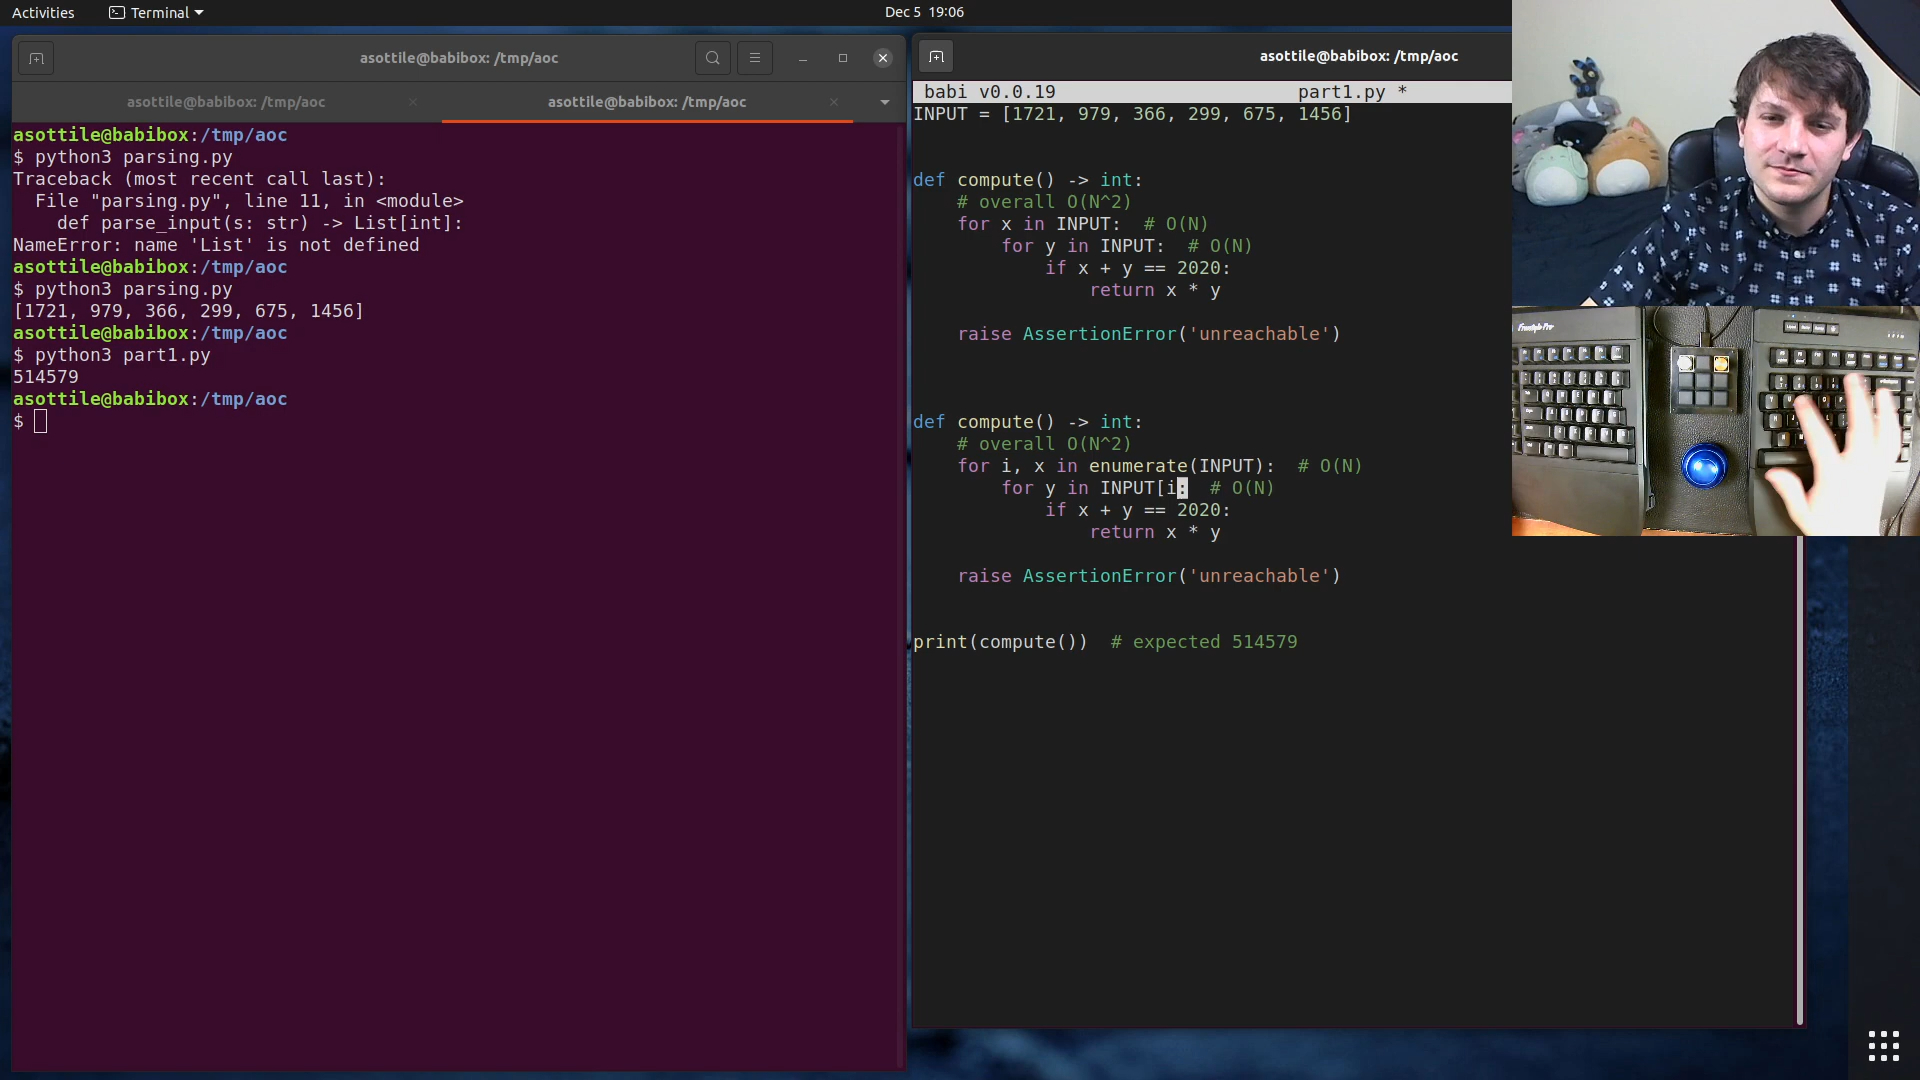 Activities
Terminal
Dec 5 19:06
asottile@babibox: /tmp/aoc
asottile@babibox: /tmp/aoc
asottile@babibox: /tmp/aoc
asottile@babibox:/tmp/aoc
$ python3 parsing.py
Traceback (most recent call last):
  File "parsing.py", line 11, in <module>
    def parse_input(s: str) -> List[int]:
NameError: name 'List' is not defined
asottile@babibox:/tmp/aoc
$ python3 parsing.py
[1721, 979, 366, 299, 675, 1456]
asottile@babibox:/tmp/aoc
$ python3 part1.py
514579
asottile@babibox:/tmp/aoc
$
asottile@babibox: /tmp/aoc
babi v0.0.19 part1.py *
INPUT = [1721, 979, 366, 299, 675, 1456]
def compute() -> int:
    # overall O(N^2)
    for x in INPUT:  # O(N)
        for y in INPUT:  # O(N)
            if x + y == 2020:
                return x * y
    raise AssertionError('unreachable')
def compute() -> int:
    # overall O(N^2)
    for i, x in enumerate(INPUT):  # O(N)
        for y in INPUT[i:  # O(N)
            if x + y == 2020:
                return x * y
    raise AssertionError('unreachable')
print(compute())  # expected 514579
Freestyle Pro